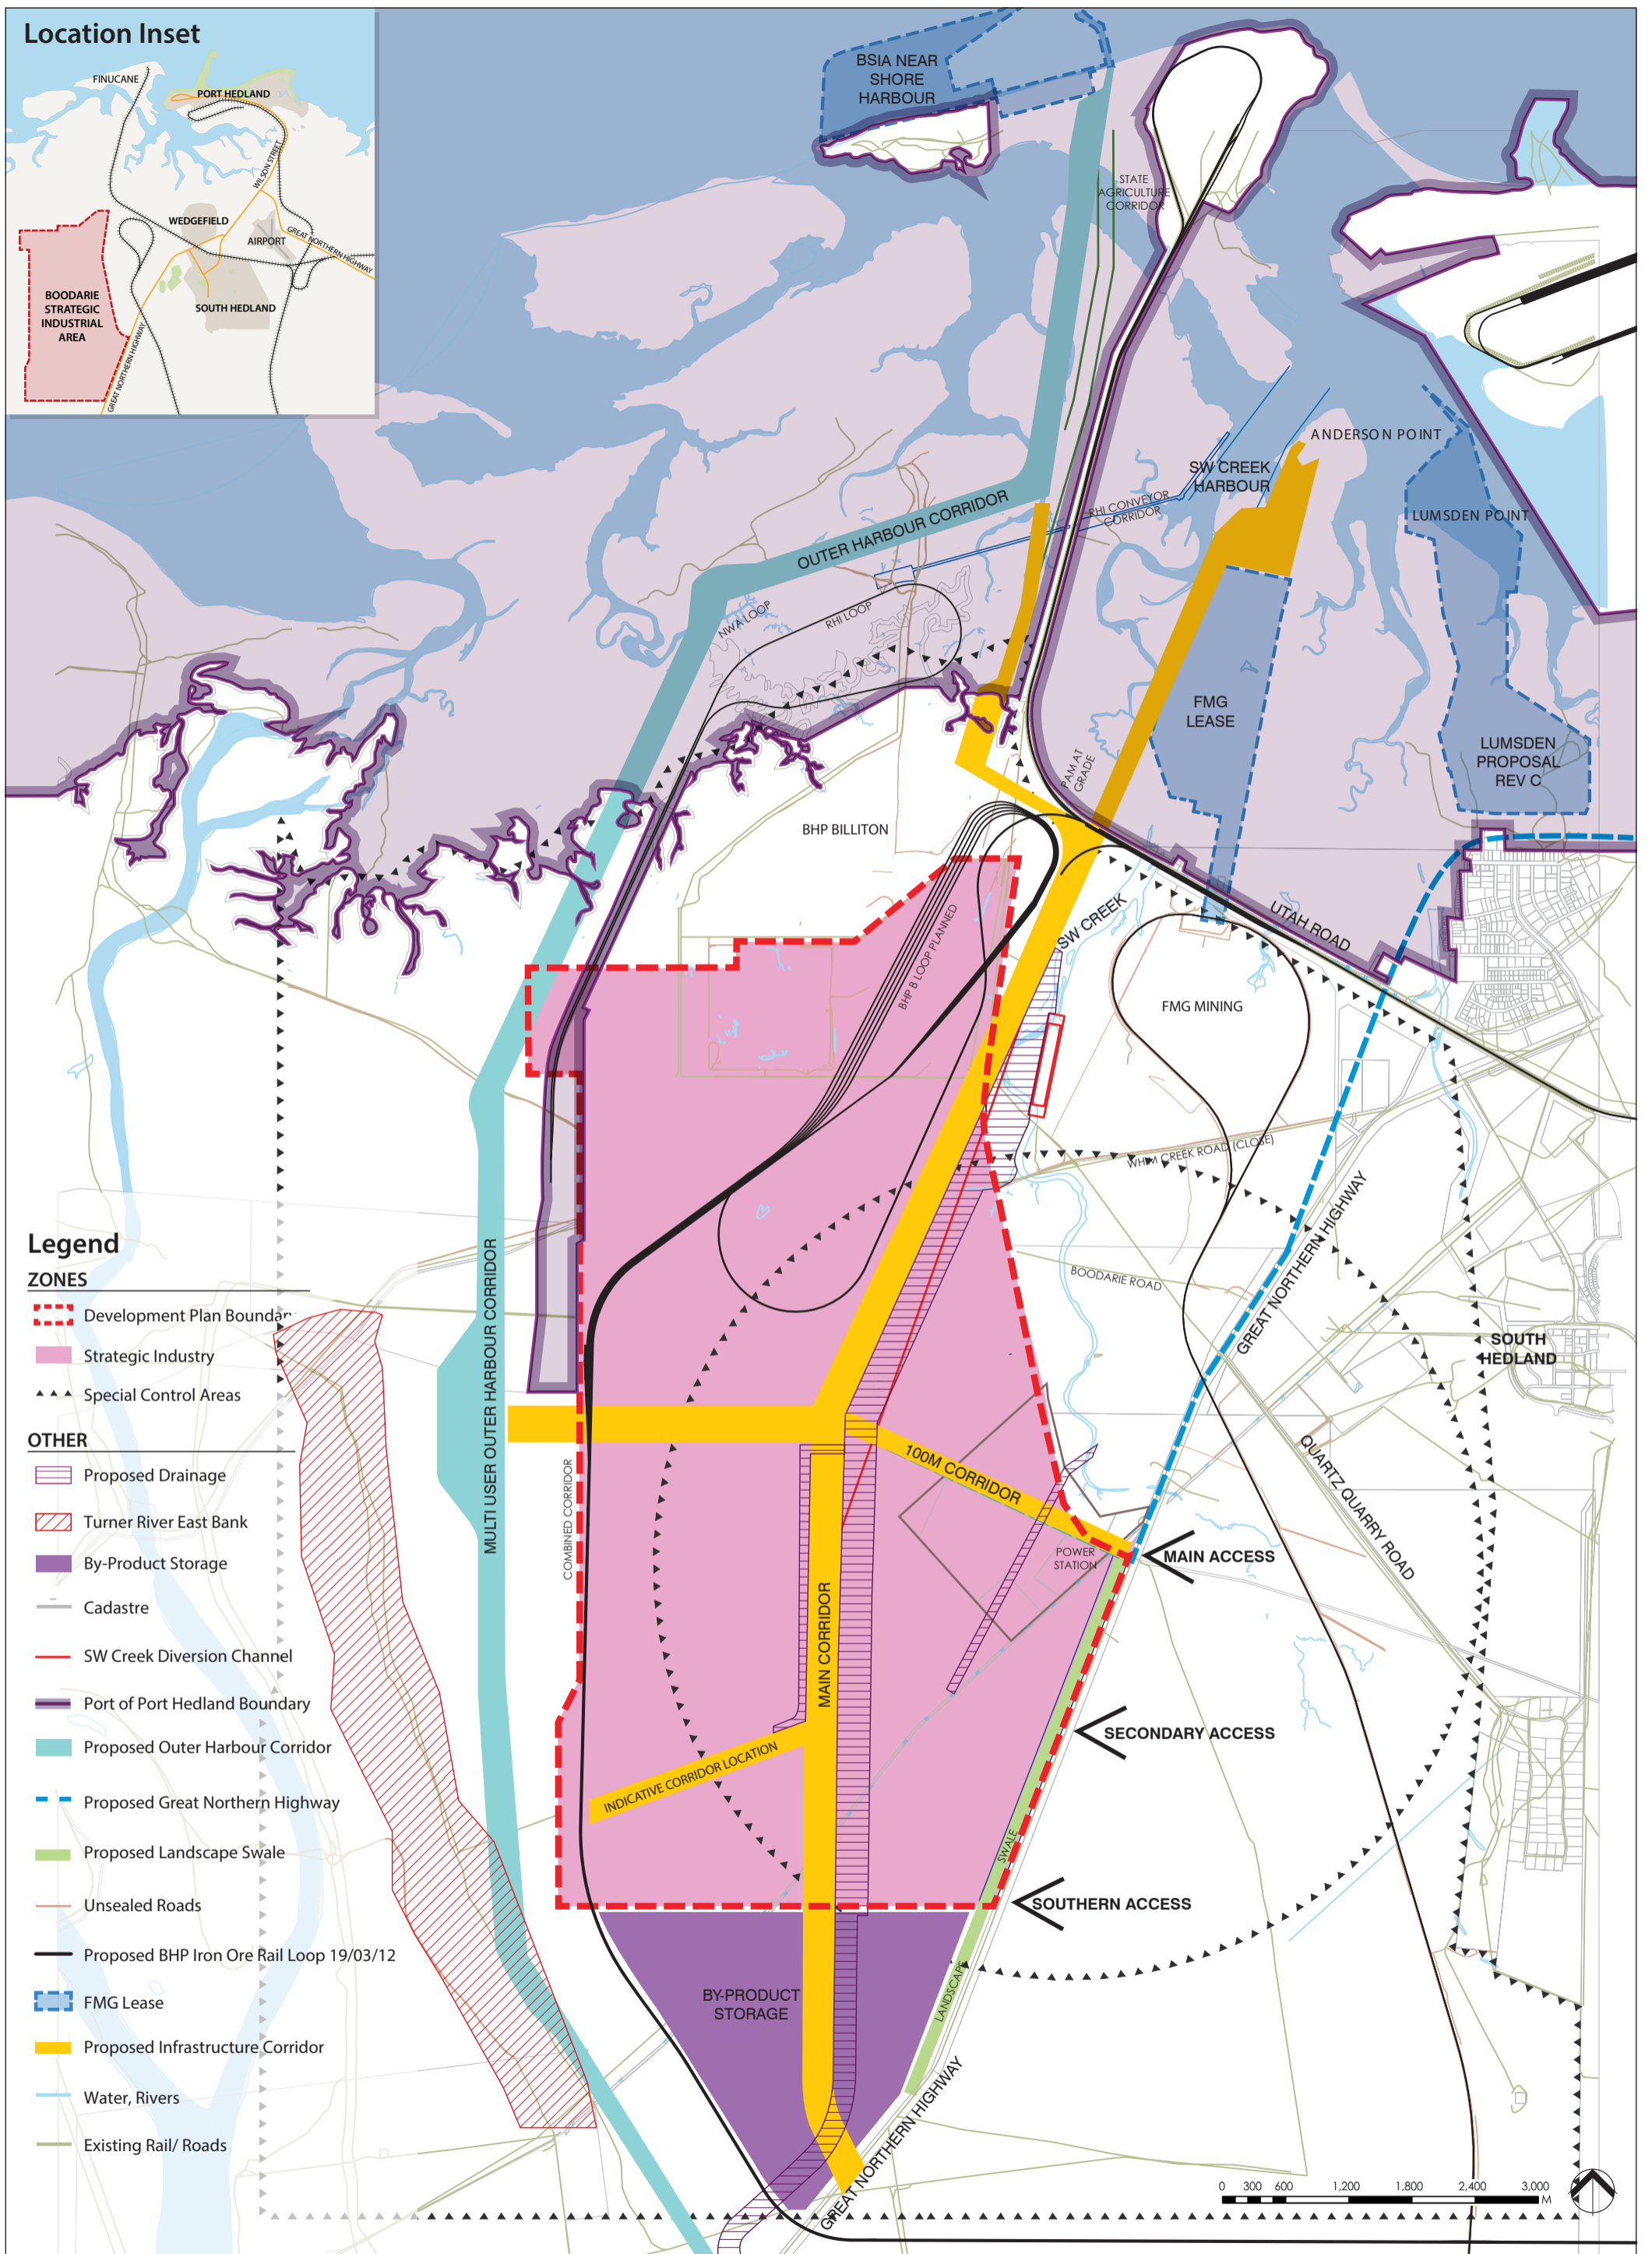 Location Inset
FINUCANE
PORT HEDLAND
WILSON STREET
WEDGEFIELD
AIRPORT
GREAT NORTHERN HIGHWAY
BOODARIE
STRATEGIC
INDUSTRIAL
AREA
SOUTH HEDLAND
GREAT NORTHERN HIGHWAY
BSIA NEAR
SHORE
HARBOUR
STATE
AGRICULTURE
CORRIDOR
ANDERSON POINT
SW CREEK
HARBOUR
RHI CONVEYOR
CORRIDOR
LUMSDEN POINT
OUTER HARBOUR CORRIDOR
NWA LOOP
RHI LOOP
FMG
LEASE
LUMSDEN
PROPOSAL
REV C
PAM AT
GRADE
BHP BILLITON
BHP B LOOP PLANNED
SW CREEK
UTAH ROAD
FMG MINING
WHIM CREEK ROAD (CLOSE)
BOODARIE ROAD
GREAT NORTHERN HIGHWAY
SOUTH
HEDLAND
MULTI USER OUTER HARBOUR CORRIDOR
COMBINED CORRIDOR
100M CORRIDOR
QUARTZ QUARRY ROAD
POWER
STATION
MAIN ACCESS
MAIN CORRIDOR
SECONDARY ACCESS
INDICATIVE CORRIDOR LOCATION
SWALE
SOUTHERN ACCESS
LANDSCAPE
BY-PRODUCT
STORAGE
GREAT NORTHERN HIGHWAY
Legend
ZONES
Development Plan Boundary
Strategic Industry
Special Control Areas
OTHER
Proposed Drainage
Turner River East Bank
By-Product Storage
Cadastre
SW Creek Diversion Channel
Port of Port Hedland Boundary
Proposed Outer Harbour Corridor
Proposed Great Northern Highway
Proposed Landscape Swale
Unsealed Roads
Proposed BHP Iron Ore Rail Loop 19/03/12
FMG Lease
Proposed Infrastructure Corridor
Water, Rivers
Existing Rail/ Roads
0 300 600 1,200 1,800 2,400 3,000
M